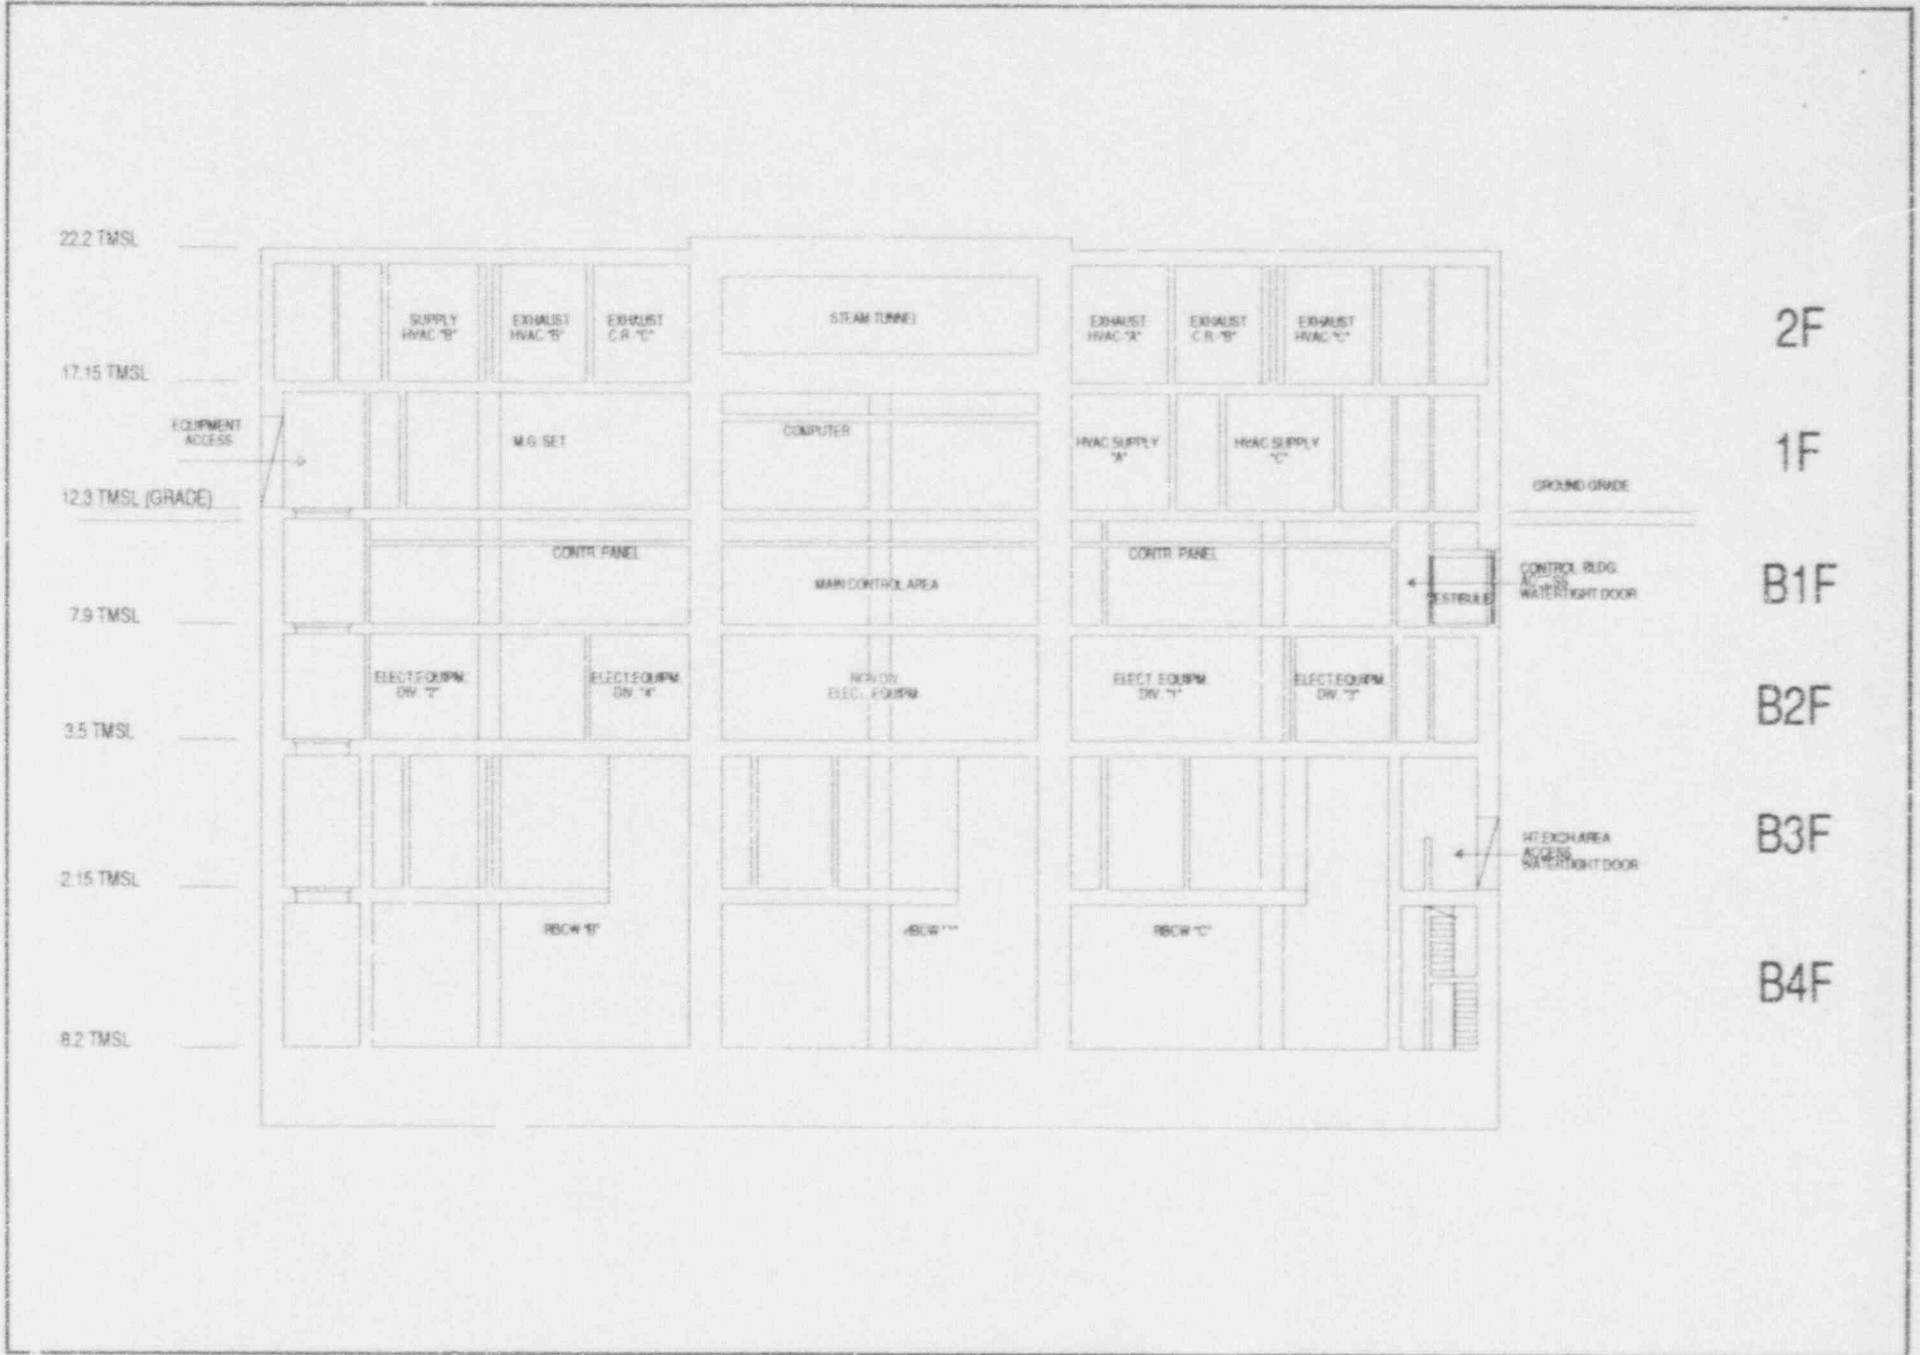 22.2 TMSL
SUPPLY
HVAC "B"
EXHAUST
HVAC "B"
EXHAUST
C.R. "C"
STEAM TUNNEL
EXHAUST
HVAC "A"
EXHAUST
C.R. "B"
EXHAUST
HVAC "C"
2F
17.15 TMSL
EQUIPMENT
ACCESS
M.G. SET
COMPUTER
HVAC SUPPLY
"A"
HVAC SUPPLY
"C"
1F
12.3 TMSL (GRADE)
GROUND GRADE
CONTR. PANEL
MAIN CONTROL AREA
CONTR. PANEL
VESTIBULE
CONTROL BLDG.
ACCESS
WATERTIGHT DOOR
B1F
7.9 TMSL
ELECT.EQUIPM.
DIV. "2"
ELECT.EQUIPM.
DIV. "4"
NON DIV.
ELECT. EQUIPM.
ELECT. EQUIPM.
DIV. "1"
ELECT.EQUIPM.
DIV. "3"
B2F
3.5 TMSL
HT.EXCH.AREA
ACCESS
WATERTIGHT DOOR
B3F
-2.15 TMSL
RBCW "B"
RBCW
RBCW "C"
B4F
-8.2 TMSL